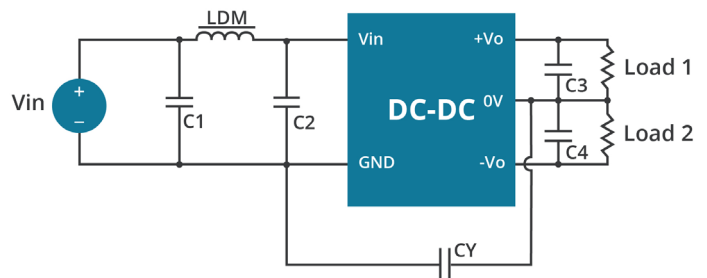 LDM
Vin
+
−
C1
C2
Vin
GND
DC-DC
+Vo
0V
-Vo
C3
C4
Load 1
Load 2
CY